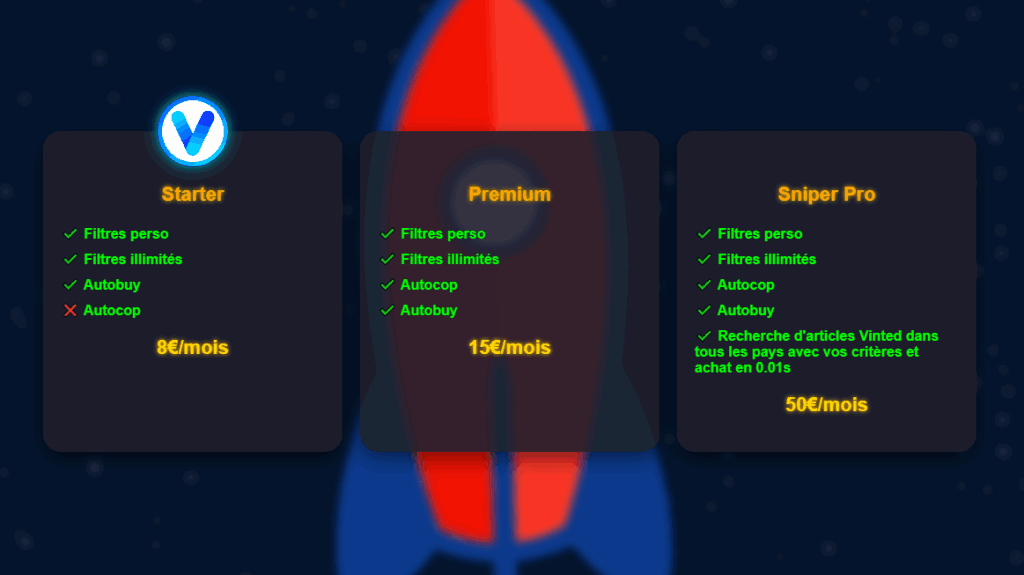 V
Starter
Filtres perso
Filtres illimités
Autobuy
Autocop
8€/mois
Premium
Filtres perso
Filtres illimités
Autocop
Autobuy
15€/mois
Sniper Pro
Filtres perso
Filtres illimités
Autocop
Autobuy
Recherche d'articles Vinted dans
tous les pays avec vos critères et
achat en 0.01s
50€/mois